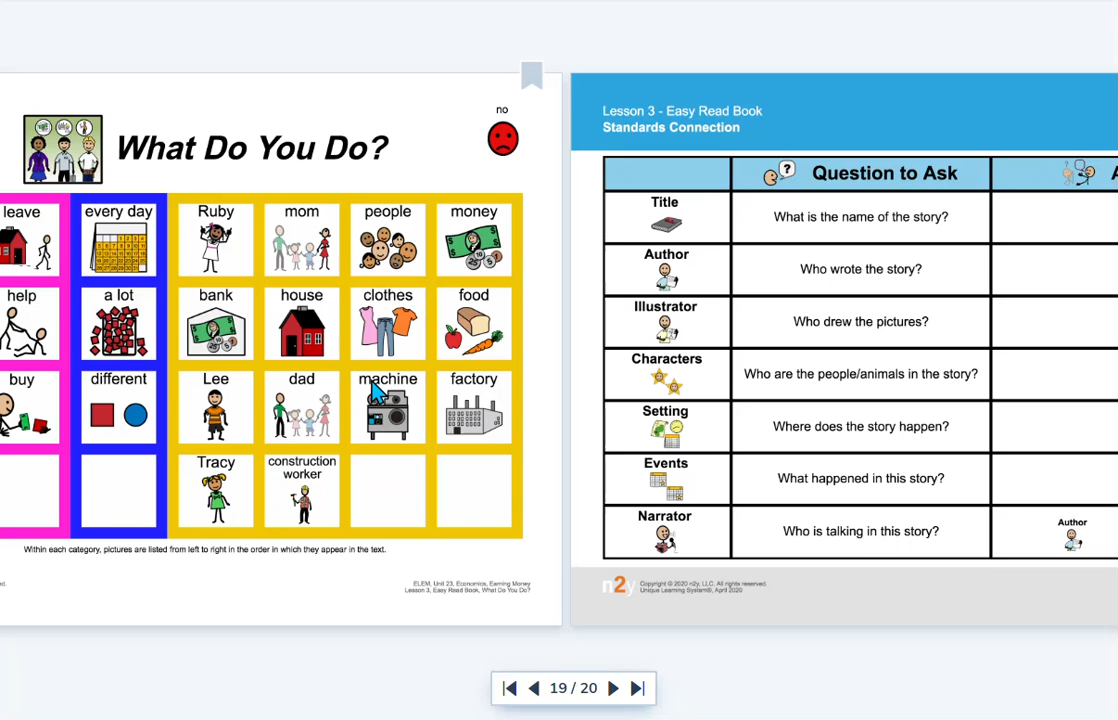 no
What Do You Do?
leave
every day
Ruby
mom
people
money
help
a lot
bank
house
clothes
food
buy
different
Lee
dad
machine
factory
Tracy
construction
worker
Within each category, pictures are listed from left to right in the order in which they appear in the text.
ELEM, Unit 23, Economics, Earning Money
Lesson 3, Easy Read Book, What Do You Do?
Lesson 3 - Easy Read Book
Standards Connection
Question to Ask
Title
What is the name of the story?
Author
Who wrote the story?
Illustrator
Who drew the pictures?
Characters
Who are the people/animals in the story?
Setting
Where does the story happen?
Events
What happened in this story?
Narrator
Who is talking in this story?
Author
n2y
Copyright © 2020 n2y, LLC. All rights reserved.
Unique Learning System®, April 2020
19 / 20